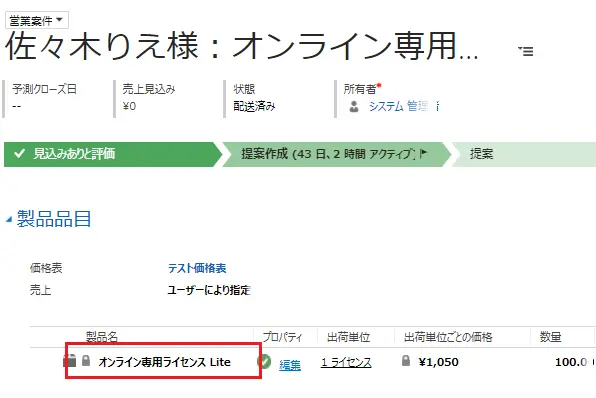 営業案件
佐々木りえ様：オンライン専用...
予測クローズ日 売上見込み 状態 所有者*
-- ¥0 配送済み システム 管理者
見込みありと評価 提案作成 (43 日、2 時間 アクティブ) 提案
製品品目
価格表 テスト価格表
売上 ユーザーにより指定
製品名 プロパティ 出荷単位 出荷単位ごとの価格 数量
オンライン専用ライセンス Lite 編集 1 ライセンス ¥1,050 100.0